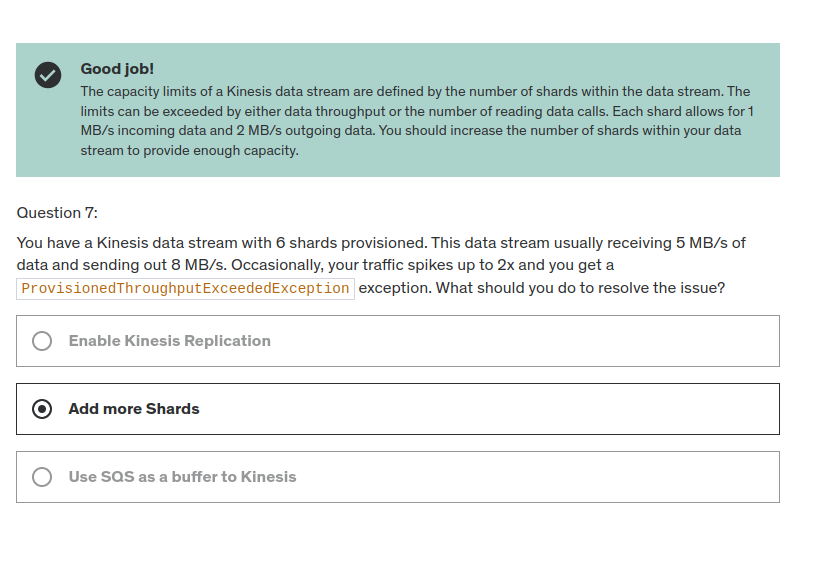 Good job!
The capacity limits of a Kinesis data stream are defined by the number of shards within the data stream. The
limits can be exceeded by either data throughput or the number of reading data calls. Each shard allows for 1
MB/s incoming data and 2 MB/s outgoing data. You should increase the number of shards within your data
stream to provide enough capacity.
Question 7:
You have a Kinesis data stream with 6 shards provisioned. This data stream usually receiving 5 MB/s of
data and sending out 8 MB/s. Occasionally, your traffic spikes up to 2x and you get a
ProvisionedThroughputExceededException exception. What should you do to resolve the issue?
Enable Kinesis Replication
Add more Shards
Use SQS as a buffer to Kinesis